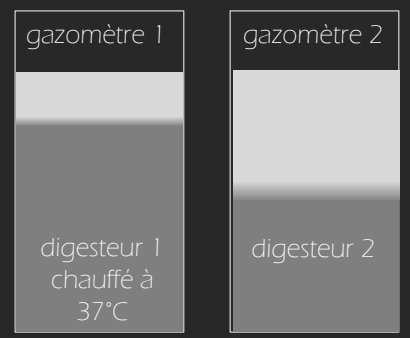 gazomètre 1
gazomètre 2
digesteur 1
chauffé à
37°C
digesteur 2